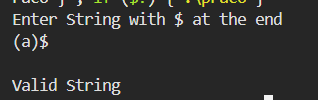 Enter String with $ at the end
(a)$
Valid String